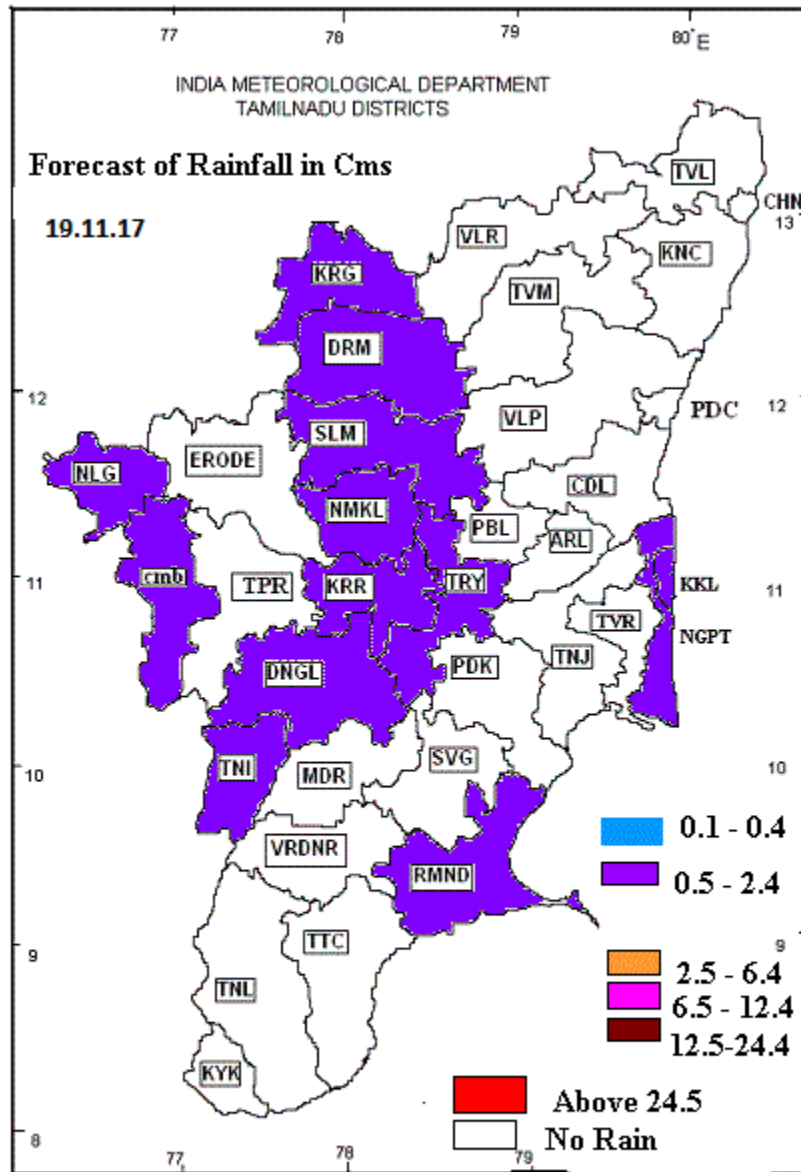 77 78 79 80°E
INDIA METEOROLOGICAL DEPARTMENT
TAMILNADU DISTRICTS
Forecast of Rainfall in Cms
19.11.17
TVL
CHN
13
VLR
KNC
KRG
TVM
DRM
12
12
PDC
VLP
SLM
ERODE
NLG
CDL
NMKL
PBL
ARL
11
cmb
TPR
KRR
TRY
KKL
11
TVR
NGPT
DNGL
PDK
TNJ
10
TNI
MDR
SVG
10
0.1 - 0.4
VRDNR
RMND
0.5 - 2.4
9
TTC
9
2.5 - 6.4
TNL
6.5 - 12.4
12.5-24.4
KYK
Above 24.5
No Rain
8
77 78 79